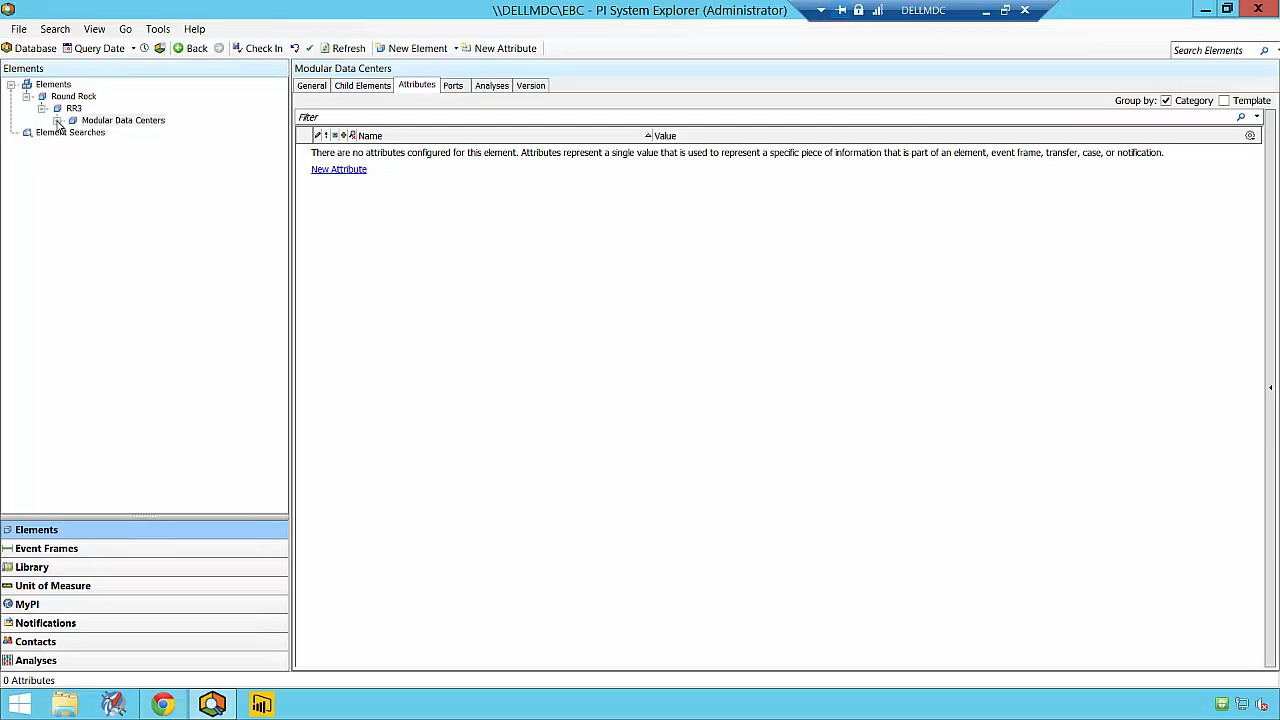 \\DELLMDC\EBC - PI System Explorer (Administrator)
DELLMDC
File Search View Go Tools Help
Database Query Date Back Check In Refresh New Element New Attribute
Search Elements
Elements
Elements
Round Rock
RR3
Modular Data Centers
Element Searches
Modular Data Centers
General Child Elements Attributes Ports Analyses Version
Group by: Category Template
Filter
Name Value
There are no attributes configured for this element. Attributes represent a single value that is used to represent a specific piece of information that is part of an element, event frame, transfer, case, or notification.
New Attribute
Elements
Event Frames
Library
Unit of Measure
MyPI
Notifications
Contacts
Analyses
0 Attributes